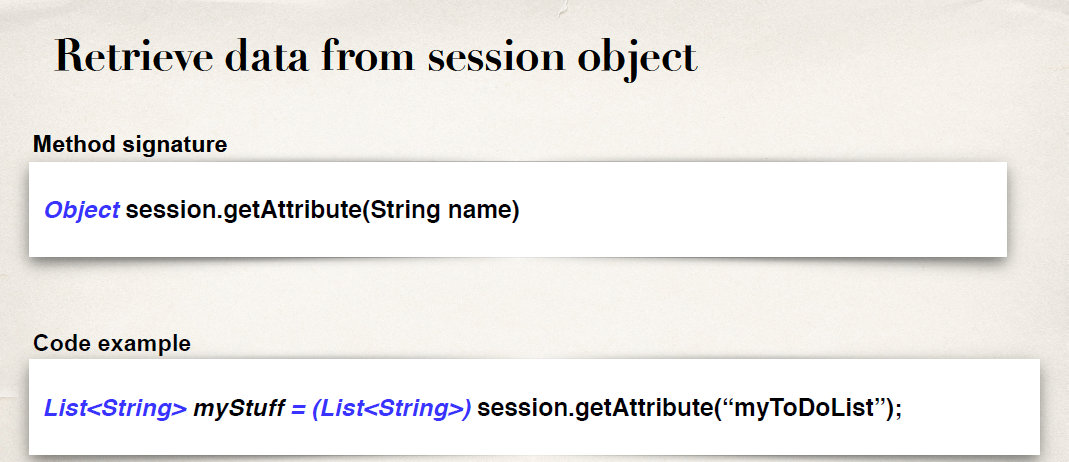 Retrieve data from session object
Method signature
Object session.getAttribute(String name)
Code example
List<String> myStuff = (List<String>) session.getAttribute(“myToDoList”);